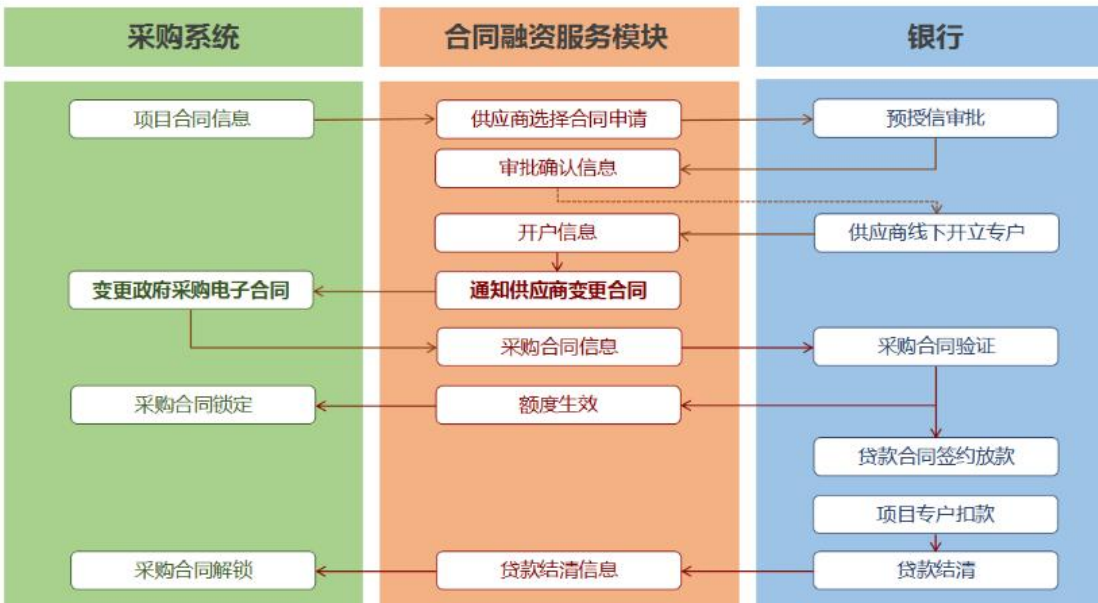 采购系统
合同融资服务模块
银行
项目合同信息
供应商选择合同申请
预授信审批
审批确认信息
开户信息
供应商线下开立专户
变更政府采购电子合同
通知供应商变更合同
采购合同信息
采购合同验证
采购合同锁定
额度生效
贷款合同签约放款
项目专户扣款
采购合同解锁
贷款结清信息
贷款结清